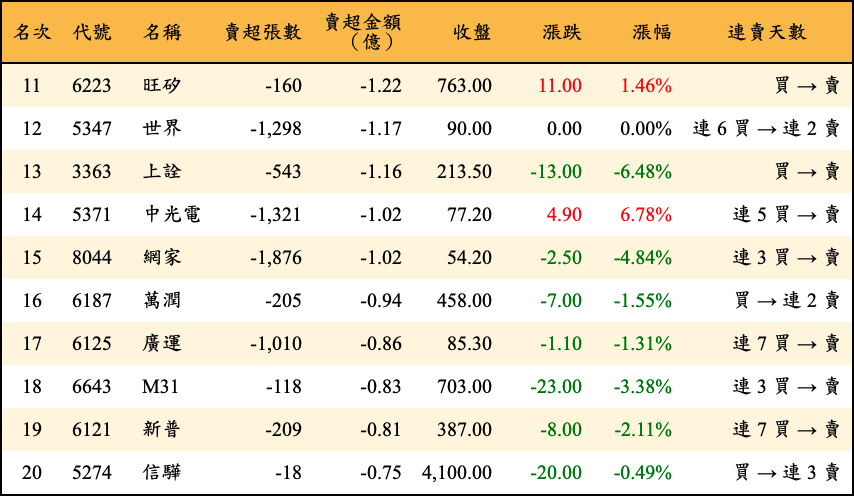 名次 代號 名稱 賣超張數 賣超金額（億） 收盤 漲跌 漲幅 連賣天數
11 6223 旺矽 -160 -1.22 763.00 11.00 1.46% 買 → 賣
12 5347 世界 -1,298 -1.17 90.00 0.00 0.00% 連 6 買 → 連 2 賣
13 3363 上詮 -543 -1.16 213.50 -13.00 -6.48% 買 → 賣
14 5371 中光電 -1,321 -1.02 77.20 4.90 6.78% 連 5 買 → 賣
15 8044 網家 -1,876 -1.02 54.20 -2.50 -4.84% 連 3 買 → 賣
16 6187 萬潤 -205 -0.94 458.00 -7.00 -1.55% 買 → 連 2 賣
17 6125 廣運 -1,010 -0.86 85.30 -1.10 -1.31% 連 7 買 → 賣
18 6643 M31 -118 -0.83 703.00 -23.00 -3.38% 連 3 買 → 賣
19 6121 新普 -209 -0.81 387.00 -8.00 -2.11% 連 7 買 → 賣
20 5274 信驊 -18 -0.75 4,100.00 -20.00 -0.49% 買 → 連 3 賣